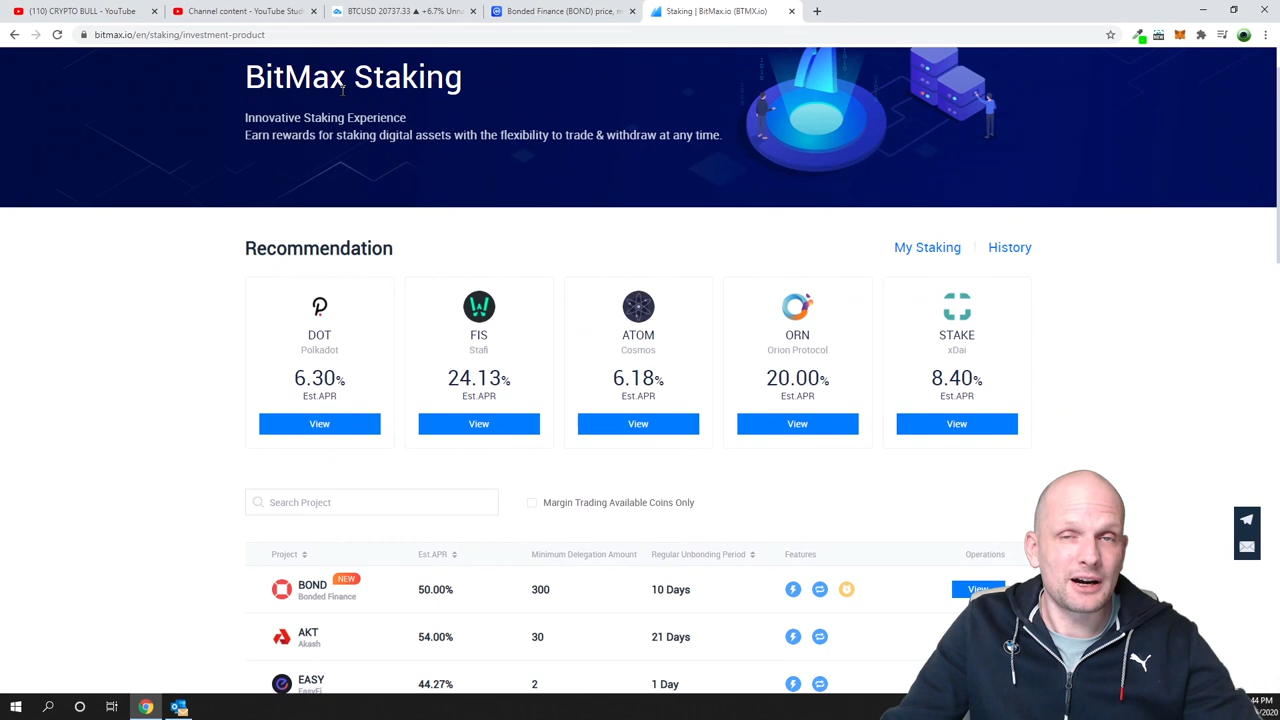 (110) CRYPTO BULL - YouTube
Channel content - YouTube Studi
BTCUSD 20737.33 ▲ +6.7% Unna
Bonded Finance (BOND) price, m
Staking | BitMax.io (BTMX.io)
bitmax.io/en/staking/investment-product
BitMax Staking
Innovative Staking Experience
Earn rewards for staking digital assets with the flexibility to trade & withdraw at any time.
Recommendation
My Staking
History
DOT
Polkadot
6.30%
Est.APR
View
FIS
Stafi
24.13%
Est.APR
View
ATOM
Cosmos
6.18%
Est.APR
View
ORN
Orion Protocol
20.00%
Est.APR
View
STAKE
xDai
8.40%
Est.APR
View
Search Project
Margin Trading Available Coins Only
Project Est.APR Minimum Delegation Amount Regular Unbonding Period Features Operations
BOND NEW
Bonded Finance
50.00% 300 10 Days View
AKT
Akash
54.00% 30 21 Days
EASY
EasyFi
44.27% 2 1 Day
:44 PM
/2020